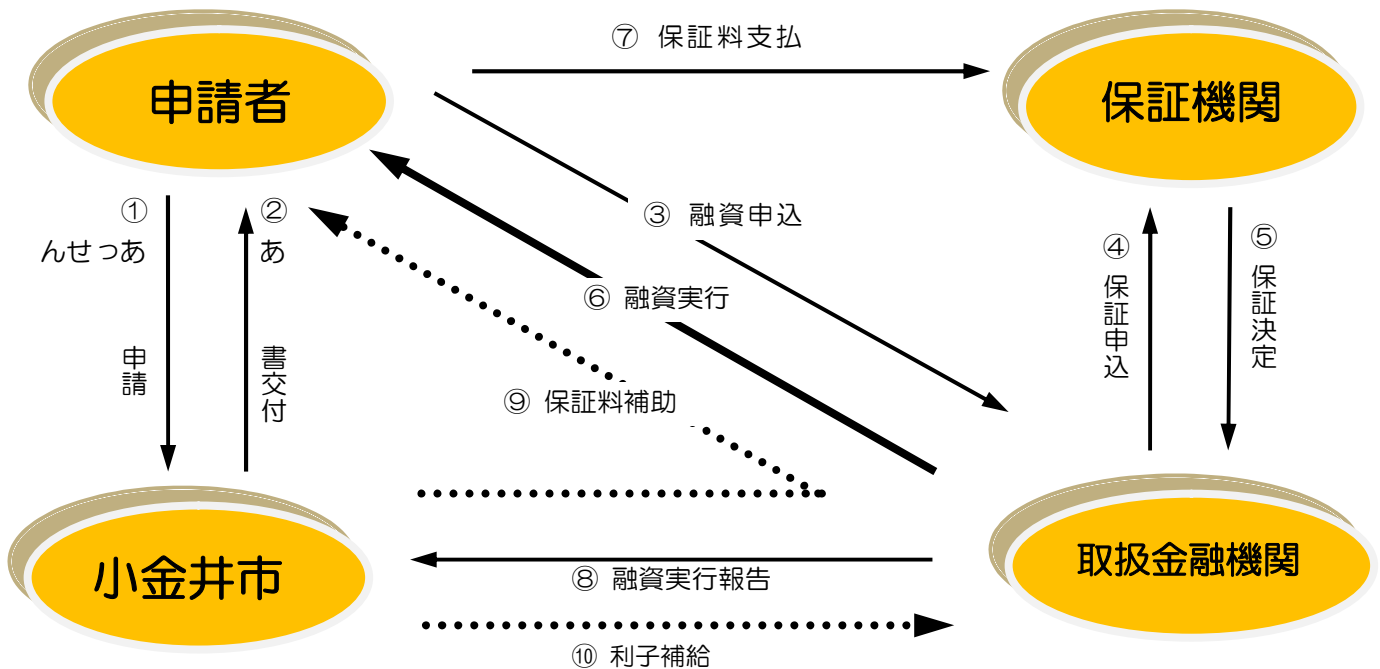 ⑦ 保証料支払
申請者
保証機関
①
んせっあ
申請
②
あ
書交付
③ 融資申込
④ 保証申込
⑤ 保証決定
⑥ 融資実行
⑨ 保証料補助
小金井市
取扱金融機関
⑧ 融資実行報告
⑩ 利子補給